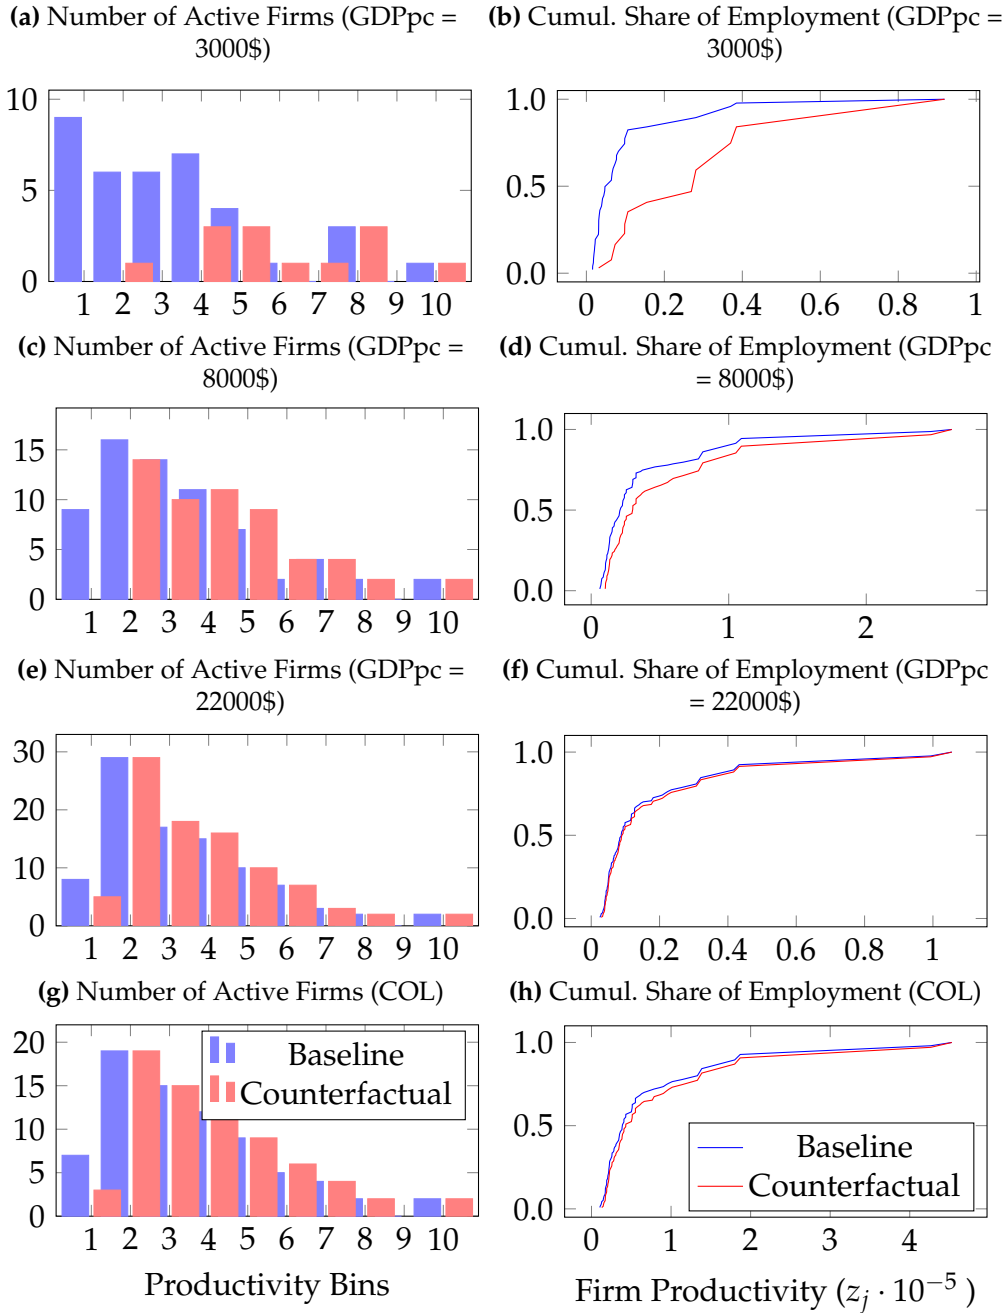 (a) Number of Active Firms (GDPpc =
3000$)
10
5
0
1 2 3 4 5 6 7 8 9 10
(b) Cumul. Share of Employment (GDPpc =
3000$)
1.0
0.5
0.0
0 0.2 0.4 0.6 0.8 1
(c) Number of Active Firms (GDPpc =
8000$)
15
10
5
0
1 2 3 4 5 6 7 8 9 10
(d) Cumul. Share of Employment (GDPpc
= 8000$)
1.0
0.5
0.0
0 1 2
(e) Number of Active Firms (GDPpc =
22000$)
30
20
10
0
1 2 3 4 5 6 7 8 9 10
(f) Cumul. Share of Employment (GDPpc
= 22000$)
1.0
0.5
0.0
0 0.2 0.4 0.6 0.8 1
(g) Number of Active Firms (COL)
20
15
10
5
0
Baseline
Counterfactual
1 2 3 4 5 6 7 8 9 10
Productivity Bins
(h) Cumul. Share of Employment (COL)
1.0
0.5
0.0
Baseline
Counterfactual
0 1 2 3 4
Firm Productivity (z_j · 10^−5)